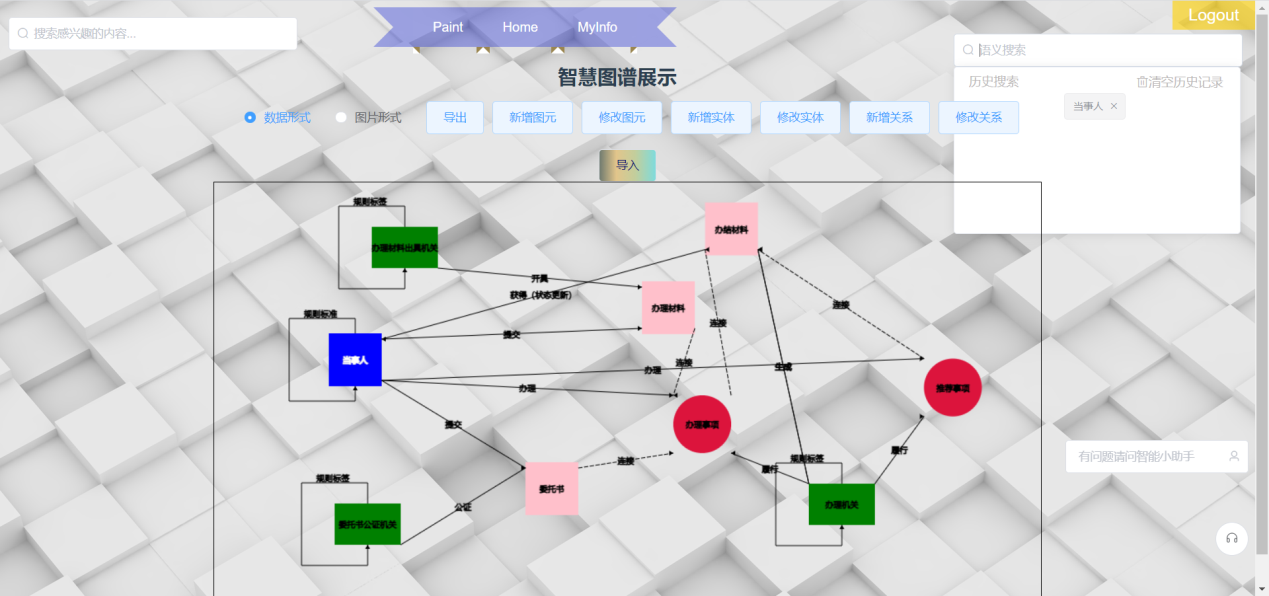 搜索感兴趣的内容...
Paint
Home
MyInfo
Logout
语义搜索
历史搜索
清空历史记录
当事人
智慧图谱展示
数据形式
图片形式
导出
新增图元
修改图元
新增实体
修改实体
新增关系
修改关系
导入
规则标签
办理材料出具机关
办结材料
开具
获得（状态更新）
办理材料
连接
连接
规则标准
当事人
提交
连接
办理
生成
办理
推荐事项
提交
办理事项
有问题请问智能小助手
履行
连接
规则标签
履行
规则标签
委托书
公证
办理机关
委托书公证机关